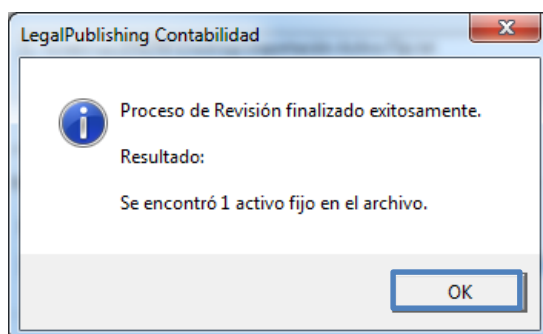 LegalPublishing Contabilidad
Proceso de Revisión finalizado exitosamente.
Resultado:
Se encontró 1 activo fijo en el archivo.
OK